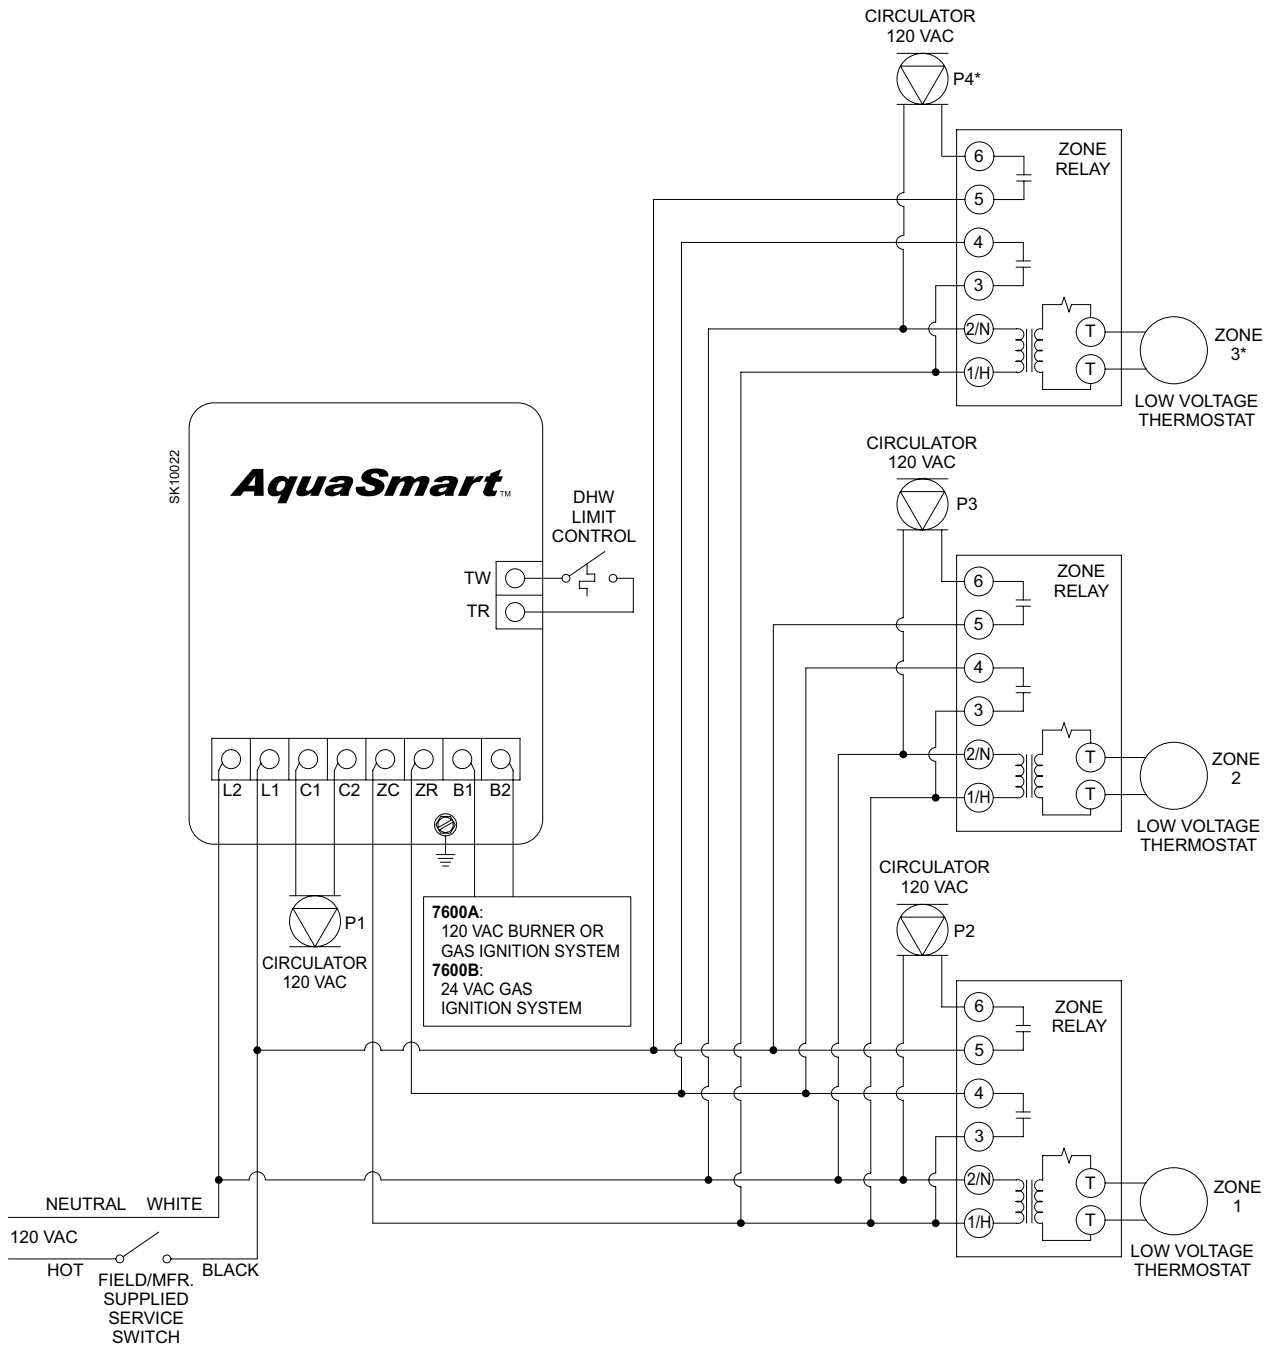 CIRCULATOR
120 VAC
P4*
ZONE
RELAY
6
5
4
3
2/N
1/H
T
T
ZONE
3*
LOW VOLTAGE
THERMOSTAT
CIRCULATOR
120 VAC
P3
ZONE
RELAY
6
5
4
3
2/N
1/H
T
T
ZONE
2
LOW VOLTAGE
THERMOSTAT
SK10022
AquaSmart™
DHW
LIMIT
CONTROL
TW
TR
L2 L1 C1 C2 ZC ZR B1 B2
P1
CIRCULATOR
120 VAC
7600A:
120 VAC BURNER OR
GAS IGNITION SYSTEM
7600B:
24 VAC GAS
IGNITION SYSTEM
CIRCULATOR
120 VAC
P2
ZONE
RELAY
6
5
4
3
2/N
1/H
T
T
ZONE
1
LOW VOLTAGE
THERMOSTAT
NEUTRAL WHITE
120 VAC
HOT
BLACK
FIELD/MFR.
SUPPLIED
SERVICE
SWITCH